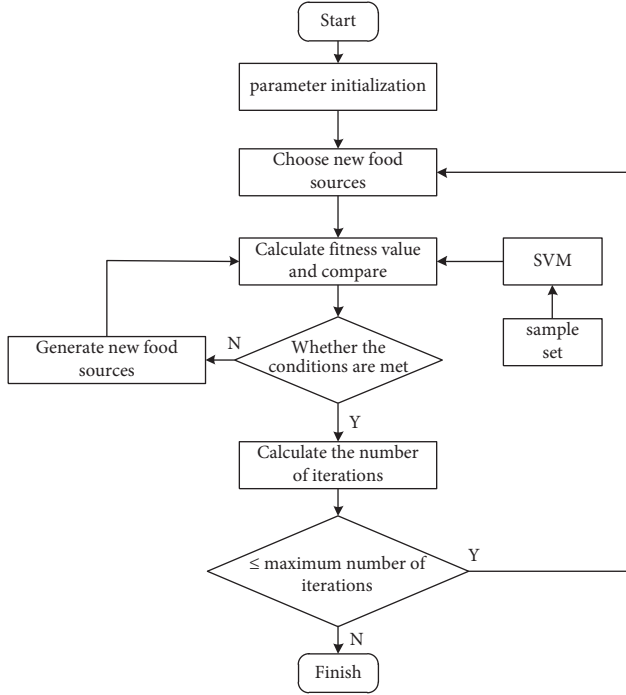 Start
parameter initialization
Choose new food
sources
Calculate fitness value
and compare
SVM
sample
set
Whether the
conditions are met
N
Generate new food
sources
Y
Calculate the number
of iterations
≤ maximum number of
iterations
Y
N
Finish